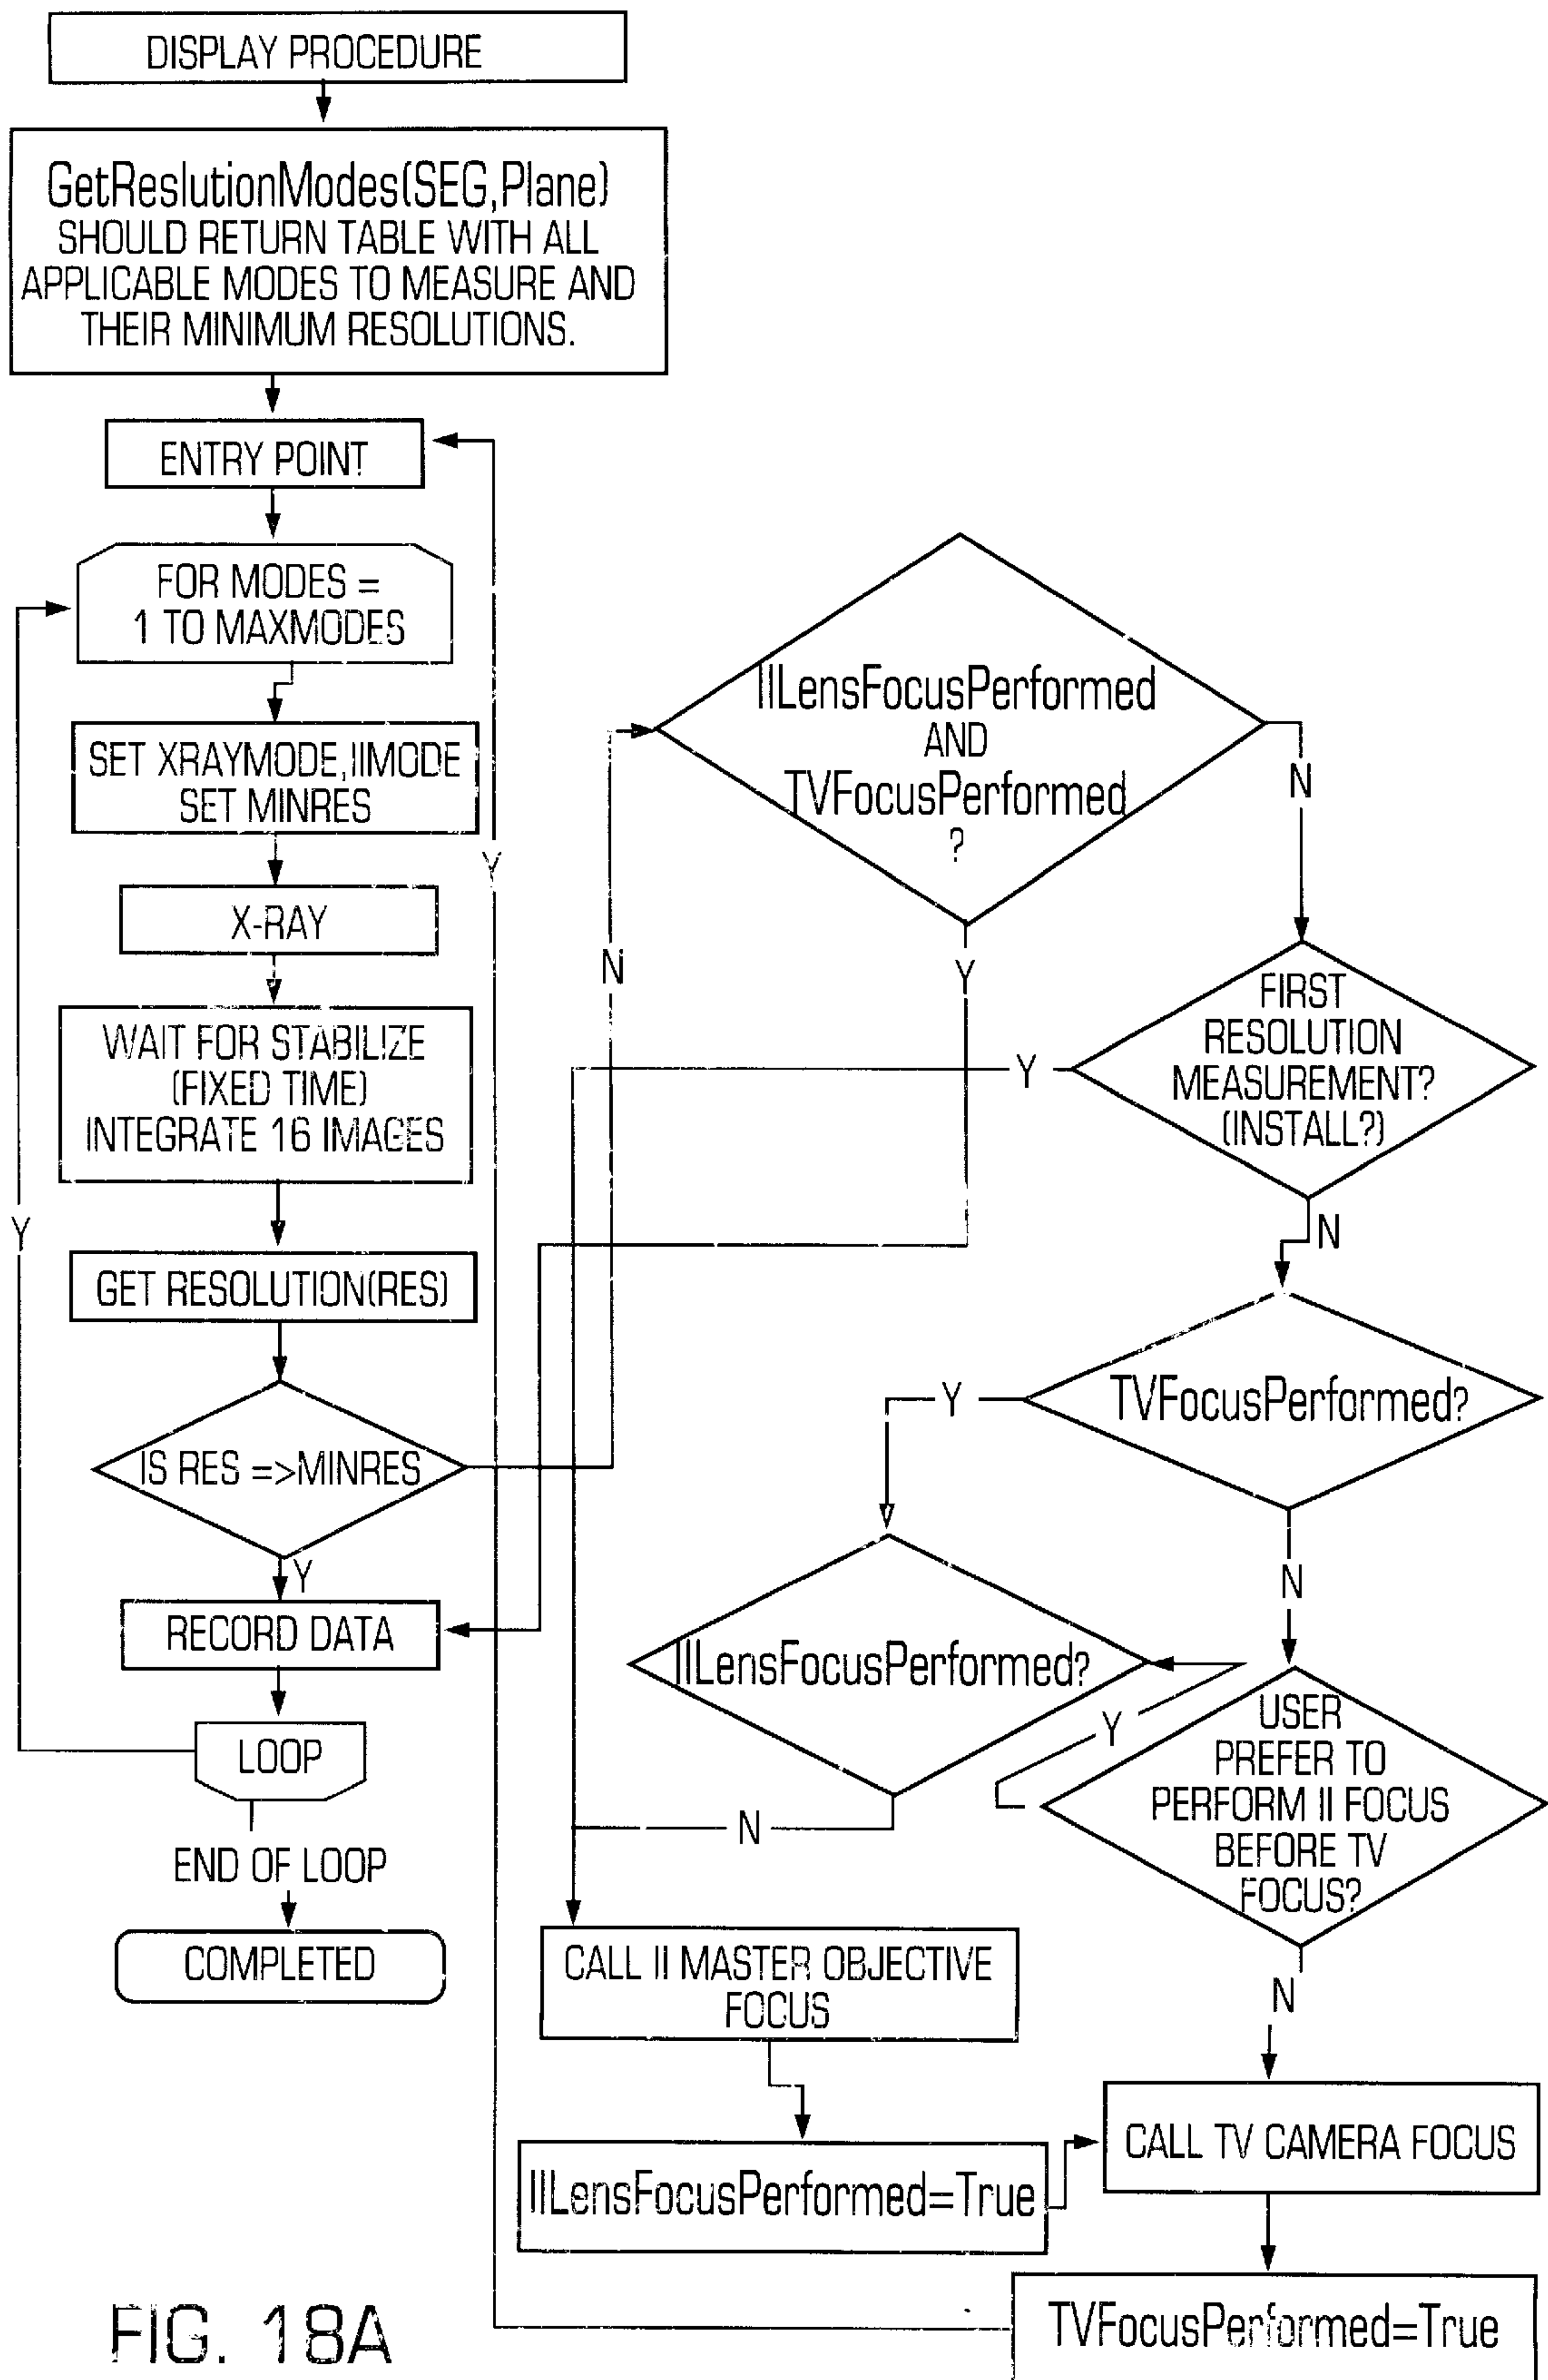 DISPLAY PROCEDURE
GetReslutionModes(SEG,Plane)
SHOULD RETURN TABLE WITH ALL
APPLICABLE MODES TO MEASURE AND
THEIR MINIMUM RESOLUTIONS.
ENTRY POINT
FOR MODES =
1 TO MAXMODES
SET XRAYMODE,IIMODE
SET MINRES
X-RAY
WAIT FOR STABILIZE
(FIXED TIME)
INTEGRATE 16 IMAGES
GET RESOLUTION(RES)
IS RES =>MINRES
Y
RECORD DATA
LOOP
Y
END OF LOOP
COMPLETED
Y
N
IILensFocusPerformed
AND
TVFocusPerformed
?
N
Y
FIRST
RESOLUTION
MEASUREMENT?
(INSTALL?)
Y
N
TVFocusPerformed?
Y
N
IILensFocusPerformed?
N
Y
USER
PREFER TO
PERFORM II FOCUS
BEFORE TV
FOCUS?
N
CALL II MASTER OBJECTIVE
FOCUS
IILensFocusPerformed=True
CALL TV CAMERA FOCUS
TVFocusPerformed=True
FIG. 18A